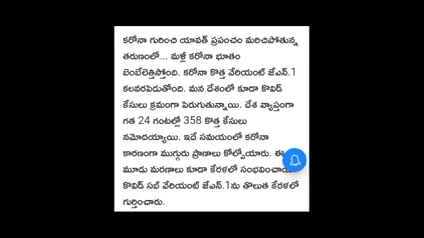 కరోనా గురించి యావత్ ప్రపంచం మరిచిపోతున్న
తరుణంలో... మళ్లీ కరోనా భూతం
బెంబేలెత్తిస్తోంది. కరోనా కొత్త వేరియంట్ జేఎన్.1
కలవరపెడుతోంది. మన దేశంలో కూడా కొవిడ్
కేసులు క్రమంగా పెరుగుతున్నాయి. దేశ వ్యాప్తంగా
గత 24 గంటల్లో 358 కొత్త కేసులు
నమోదయ్యాయి. ఇదే సమయంలో కరోనా
కారణంగా ముగ్గురు ప్రాణాలు కోల్పోయారు. ఈ
మూడు మరణాలు కూడా కేరళలో
కొవిడ్ సబ్ వేరియంట్ జేఎన్.1ను తొలుత కేరళలో
గుర్తించారు.